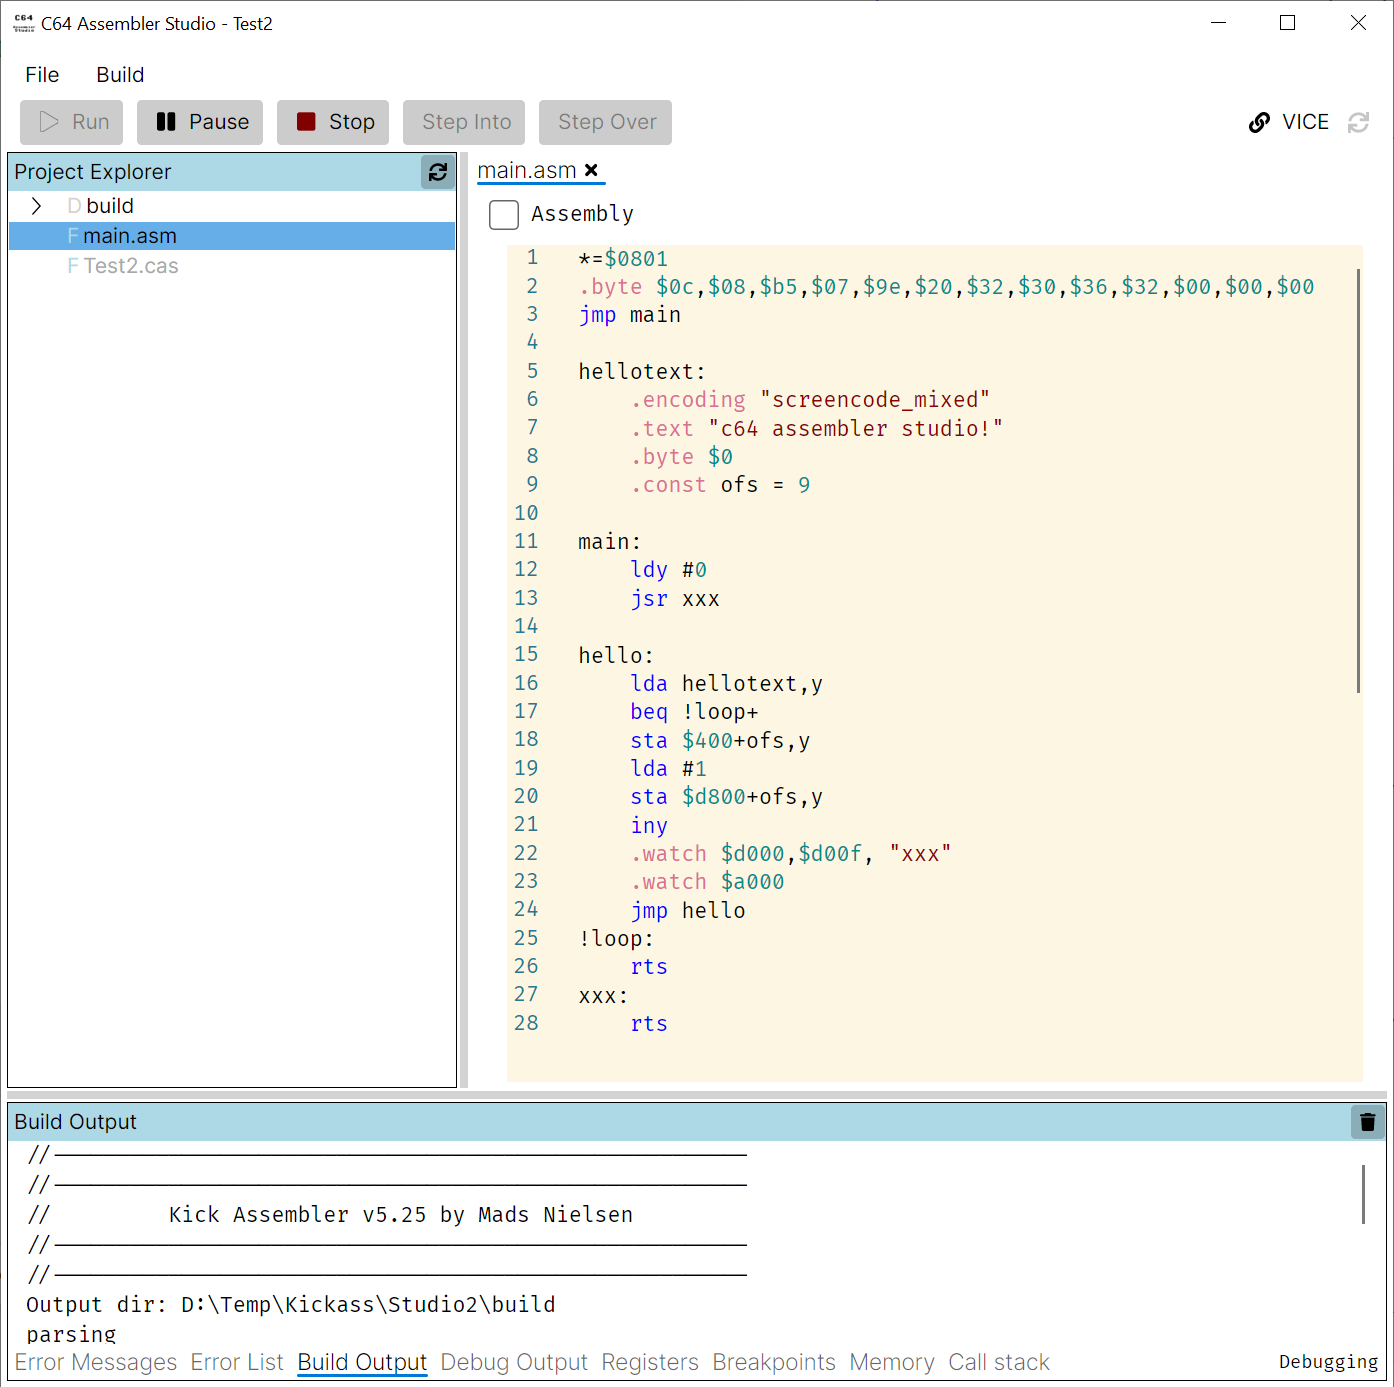 C64 Assembler Studio - Test2
File Build
Run Pause Stop Step Into Step Over VICE
Project Explorer
D build
F main.asm
F Test2.cas
main.asm
Assembly
1 *=$0801
2 .byte $0c,$08,$b5,$07,$9e,$20,$32,$30,$36,$32,$00,$00,$00
3 jmp main
4
5 hellotext:
6 .encoding "screencode_mixed"
7 .text "c64 assembler studio!"
8 .byte $0
9 .const ofs = 9
10
11 main:
12 ldy #0
13 jsr xxx
14
15 hello:
16 lda hellotext,y
17 beq !loop+
18 sta $400+ofs,y
19 lda #1
20 sta $d800+ofs,y
21 iny
22 .watch $d000,$d00f, "xxx"
23 .watch $a000
24 jmp hello
25 !loop:
26 rts
27 xxx:
28 rts
Build Output
//------------------------------------------------------
//------------------------------------------------------
// Kick Assembler v5.25 by Mads Nielsen
//------------------------------------------------------
//------------------------------------------------------
Output dir: D:\Temp\Kickass\Studio2\build
parsing
Error Messages Error List Build Output Debug Output Registers Breakpoints Memory Call stack Debugging